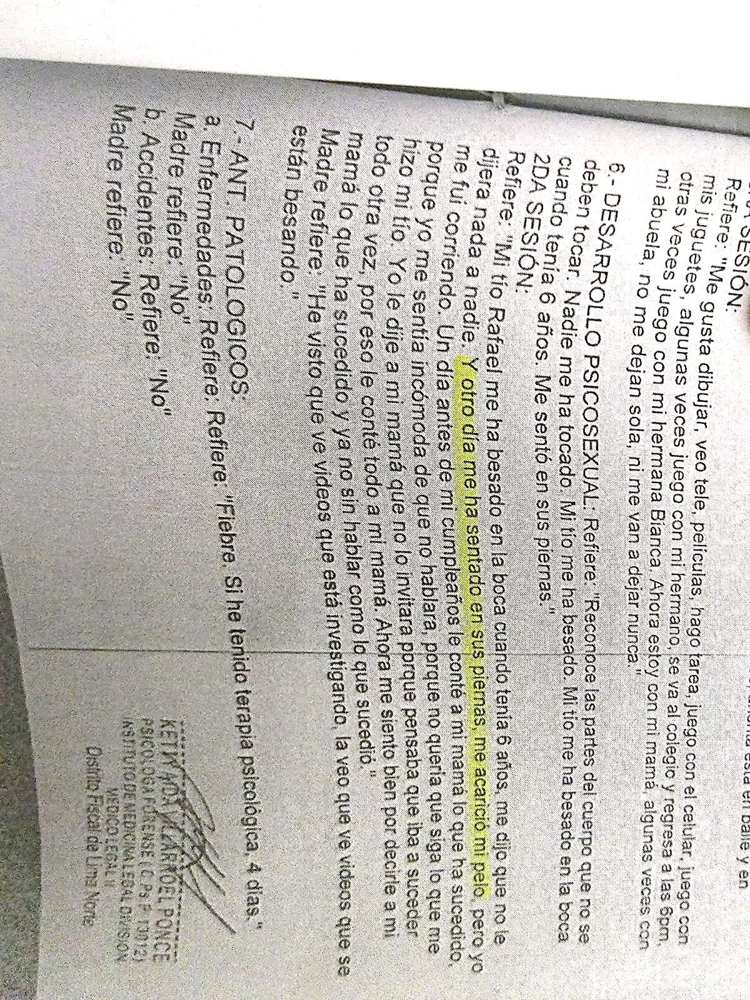 SESIÓN:
Refiere: "Me gusta dibujar, veo tele, películas, hago tarea, juego con el celular, juego con
mis juguetes, algunas veces juego con mi hermano, se va al colegio y regresa a las 6pm,
otras veces juego con mi hermana Bianca. Ahora estoy con mi mamá, algunas veces con
mi abuela, no me dejan sola, ni me van a dejar nunca."
6.- DESARROLLO PSICOSEXUAL: Refiere: "Reconoce las partes del cuerpo que no se
deben tocar. Nadie me ha tocado. Mi tío me ha besado. Mi tio me ha besado en la boca
cuando tenía 6 años. Me sentó en sus piernas."
2DA SESIÓN:
Refiere: "Mi tío Rafael me ha besado en la boca cuando tenía 6 años, me dijo que no le
dijera nada a nadie. Y otro día me ha sentado en sus piernas, me acarició mi pelo, pero yo
me fui corriendo. Un día antes de mi cumpleaños le conté a mi mamá lo que ha sucedido,
porque yo me sentía incómoda de que no hablara, porque no quería que siga lo que me
hizo mi tío. Yo le dije a mi mamá que no lo invitara porque pensaba que iba a suceder
todo otra vez, por eso le conté todo a mi mamá. Ahora me siento bien por decirle a mi
mamá lo que ha sucedido y ya no sin hablar como lo que sucedió."
Madre refiere: "He visto que ve videos que está investigando, la veo que ve videos que se
están besando."
7.- ANT. PATOLOGICOS:
a. Enfermedades: Refiere: Refiere: "Fiebre. Si he tenido terapia psicológica, 4 días."
Madre refiere: "No"
b. Accidentes: Refiere: "No"
Madre refiere: "No"
PONCE
PSICOLOGA FORENSE (C.Ps.P. 13012)
INSTITUTO DE MEDICINA LEGAL DIVISION
MEDICO LEGAL II
Distrito Fiscal de Lima Norte